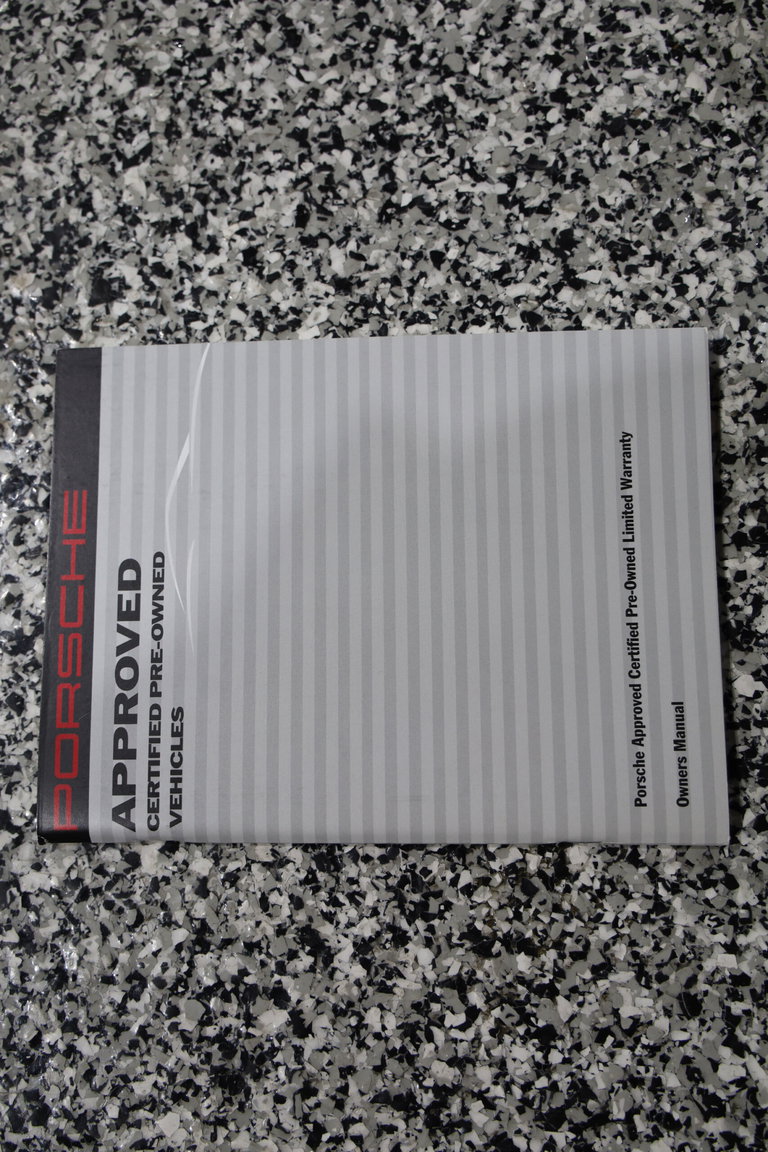 PORSCHE
APPROVED
CERTIFIED PRE-OWNED
VEHICLES
Porsche Approved Certified Pre-Owned Limited Warranty
Owners Manual